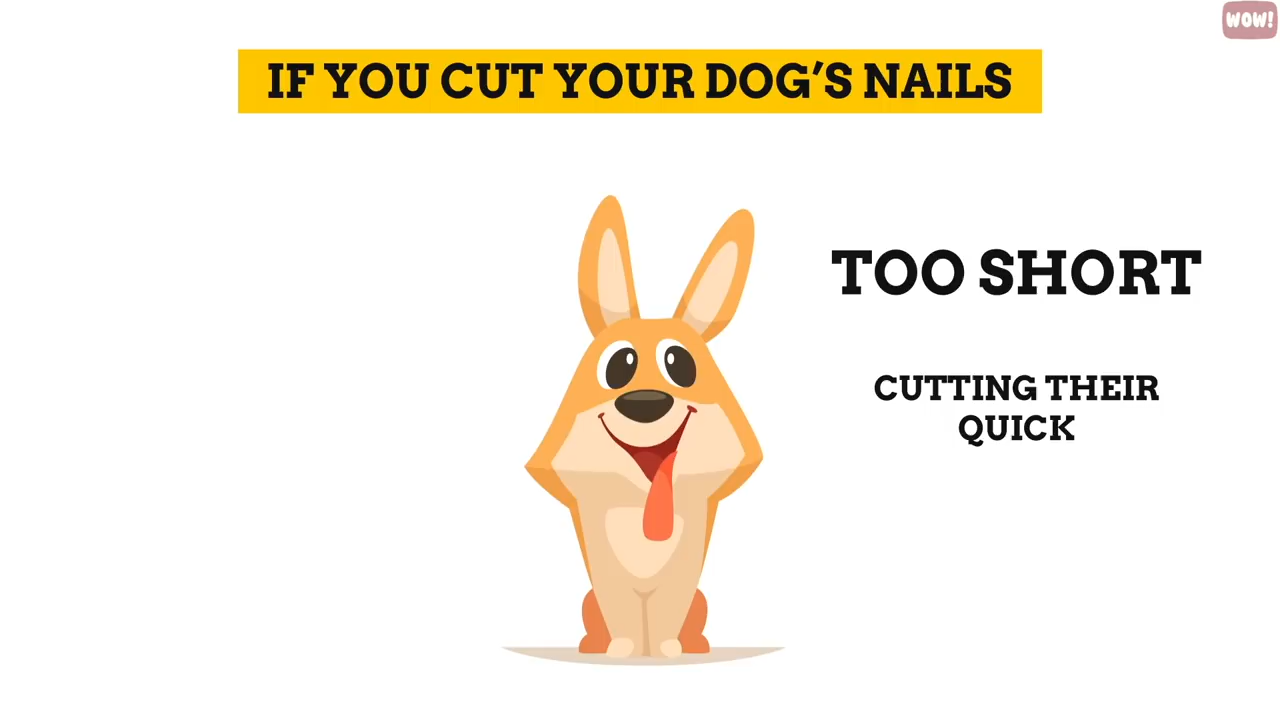 WOW!
IF YOU CUT YOUR DOG’S NAILS
TOO SHORT
CUTTING THEIR
QUICK